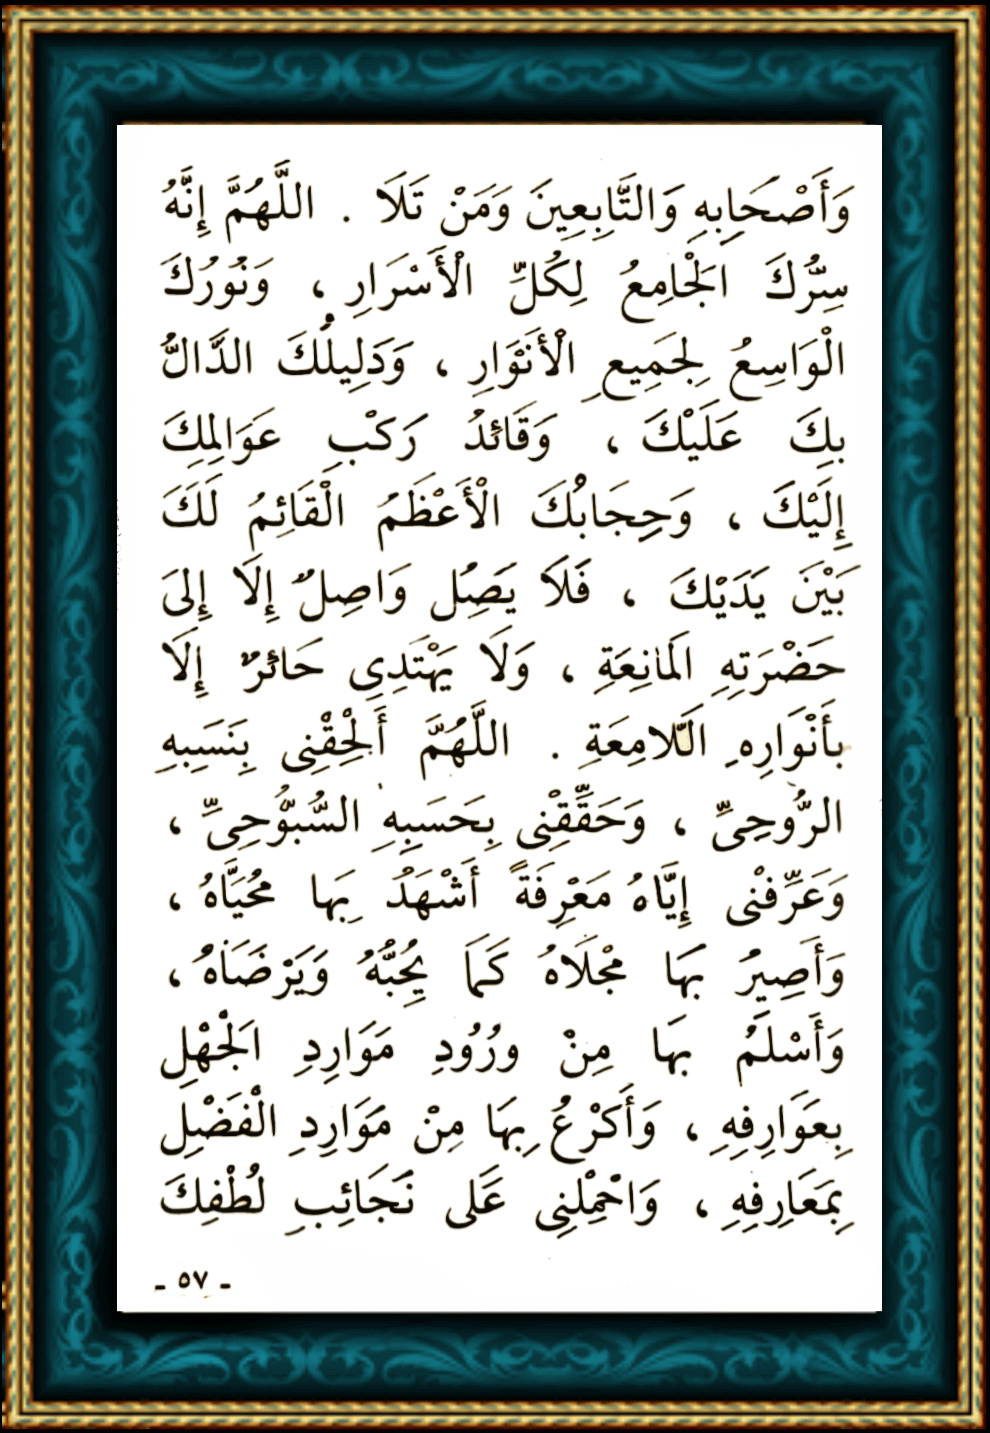 وَأَصْحَابِهِ وَالتَّابِعِينَ وَمَنْ تَلَا . اللَّهُمَّ إِنَّهُ
سِرُّكَ الْجَامِعُ لِكُلِّ الْأَسْرَارِ ، وَنُورُكَ
الْوَاسِعُ لِجَمِيعِ الْأَنْوَارِ ، وَدَلِيلُكَ الدَّالُّ
بِكَ عَلَيْكَ ، وَقَائِدُ رَكْبِ عَوَالِمِكَ
إِلَيْكَ ، وَحِجَابُكَ الْأَعْظَمُ الْقَائِمُ لَكَ
بَيْنَ يَدَيْكَ ، فَلَا يَصِلُ وَاصِلٌ إِلَا إِلىَ
حَضْرَتِهِ الْمَانِعَةِ ، وَلَا يَهْتَدِى حَائِرٌ إِلَا
بِأَنْوَارِهِ اللَّامِعَةِ . اللَّهُمَّ أَلْحِقْنِى بِنَسَبِهِ
الرُّوحِىِّ ، وَحَقِّقْنِى بِحَسَبِهِ السُّبُّوحِىِّ ،
وَعَرِّفْنِى إِيَّاهُ مَعْرِفَةً أَشْهَدُ بِهَا مُحَيَّاهُ ،
وَأَصِيرُ بِهَا مَجْلَاهُ كَمَا يُحِبُّهُ وَيَرْضَاهُ ،
وَأَسْلَمُ بِهَا مِنْ وُرُودِ مَوَارِدِ الْجَهْلِ
بِعَوَارِفِهِ ، وَأَكْرَعُ بِهَا مِنْ مَوَارِدِ الْفَضْلِ
بِمَعَارِفِهِ ، وَاحْمِلْنِى عَلَى نَجَائِبِ لُطْفِكَ
- ٥٧ -